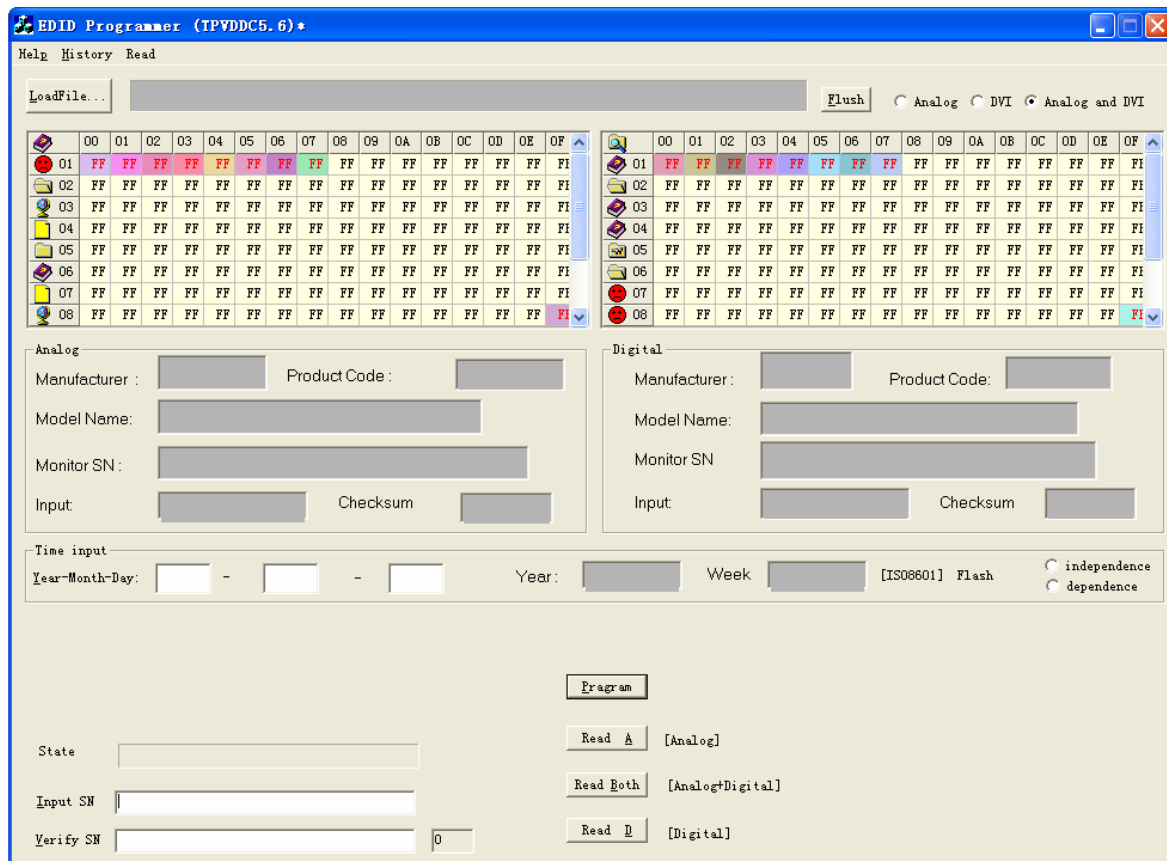 EDID Programmer (TPVDDC5.6)*
Help History Read
LoadFile... Flush Analog DVI Analog and DVI
00 01 02 03 04 05 06 07 08 09 0A 0B 0C 0D 0E 0F 00 01 02 03 04 05 06 07 08 09 0A 0B 0C 0D 0E 0F
01 FF FF FF FF FF FF FF FF FF FF FF FF FF FF FF FF 01 FF FF FF FF FF FF FF FF FF FF FF FF FF FF FF FF
02 FF FF FF FF FF FF FF FF FF FF FF FF FF FF FF FF 02 FF FF FF FF FF FF FF FF FF FF FF FF FF FF FF FF
03 FF FF FF FF FF FF FF FF FF FF FF FF FF FF FF FF 03 FF FF FF FF FF FF FF FF FF FF FF FF FF FF FF FF
04 FF FF FF FF FF FF FF FF FF FF FF FF FF FF FF FF 04 FF FF FF FF FF FF FF FF FF FF FF FF FF FF FF FF
05 FF FF FF FF FF FF FF FF FF FF FF FF FF FF FF FF 05 FF FF FF FF FF FF FF FF FF FF FF FF FF FF FF FF
06 FF FF FF FF FF FF FF FF FF FF FF FF FF FF FF FF 06 FF FF FF FF FF FF FF FF FF FF FF FF FF FF FF FF
07 FF FF FF FF FF FF FF FF FF FF FF FF FF FF FF FF 07 FF FF FF FF FF FF FF FF FF FF FF FF FF FF FF FF
08 FF FF FF FF FF FF FF FF FF FF FF FF FF FF FF FF 08 FF FF FF FF FF FF FF FF FF FF FF FF FF FF FF FF
Analog
Manufacturer : Product Code :
Model Name:
Monitor SN :
Input: Checksum
Digital
Manufacturer : Product Code:
Model Name:
Monitor SN
Input: Checksum
Time input
Year-Month-Day: - - Year : Week [ISO8601] Flash independence
dependence
Pragram
Read A [Analog]
State
Read Both [Analog+Digital]
Input SN
Read D [Digital]
Verify SN 0